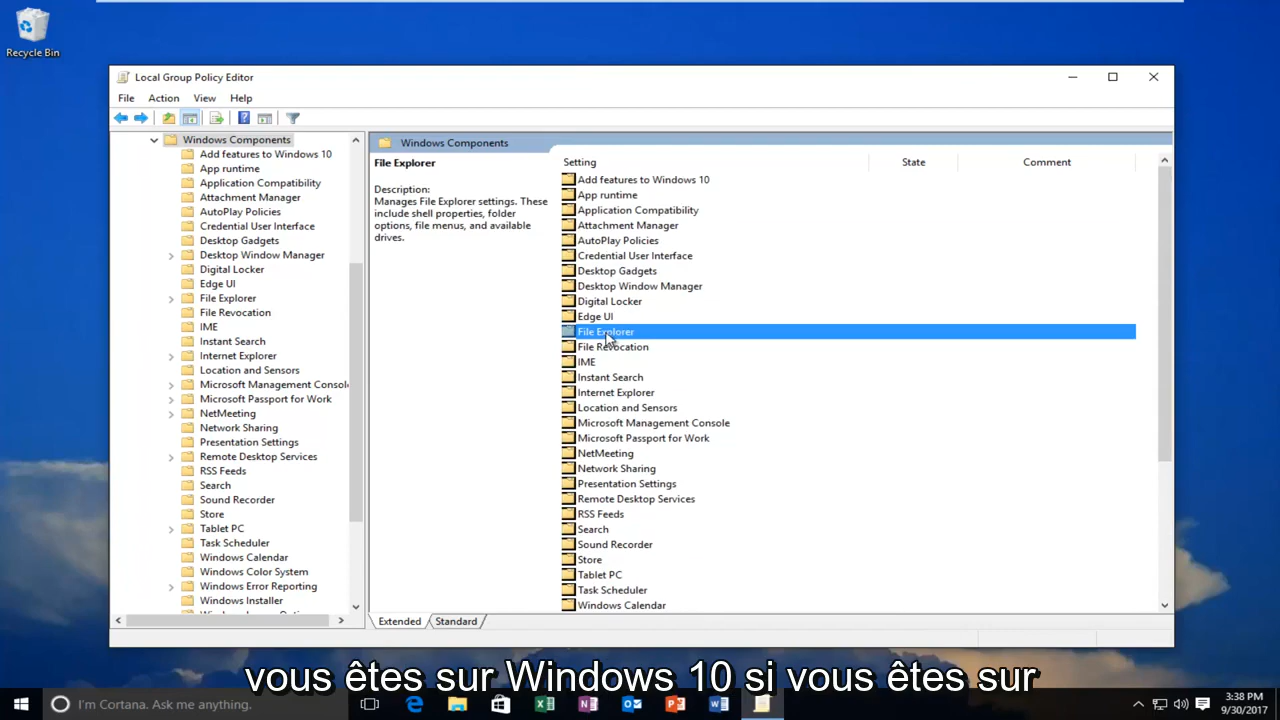 Recycle Bin
Local Group Policy Editor
File Action View Help
Windows Components
Add features to Windows 10
App runtime
Application Compatibility
Attachment Manager
AutoPlay Policies
Credential User Interface
Desktop Gadgets
Desktop Window Manager
Digital Locker
Edge UI
File Explorer
File Revocation
IME
Instant Search
Internet Explorer
Location and Sensors
Microsoft Management Console
Microsoft Passport for Work
NetMeeting
Network Sharing
Presentation Settings
Remote Desktop Services
RSS Feeds
Search
Sound Recorder
Store
Tablet PC
Task Scheduler
Windows Calendar
Windows Color System
Windows Error Reporting
Windows Installer
Windows Components
File Explorer
Description:
Manages File Explorer settings. These
include shell properties, folder
options, file menus, and available
drives.
Setting State Comment
Add features to Windows 10
App runtime
Application Compatibility
Attachment Manager
AutoPlay Policies
Credential User Interface
Desktop Gadgets
Desktop Window Manager
Digital Locker
Edge UI
File Explorer
File Revocation
IME
Instant Search
Internet Explorer
Location and Sensors
Microsoft Management Console
Microsoft Passport for Work
NetMeeting
Network Sharing
Presentation Settings
Remote Desktop Services
RSS Feeds
Search
Sound Recorder
Store
Tablet PC
Task Scheduler
Windows Calendar
Extended Standard
vous êtes sur Windows 10 si vous êtes sur
I'm Cortana. Ask me anything.
3:38 PM
9/30/2017